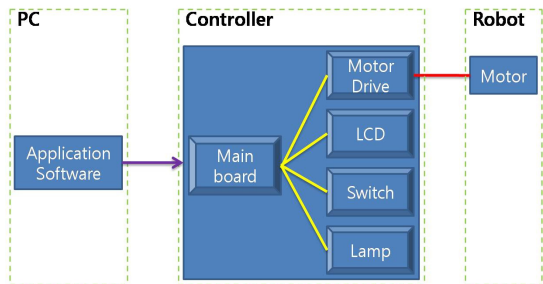 PC
Controller
Robot
Application
Software
Main
board
Motor
Drive
LCD
Switch
Lamp
Motor